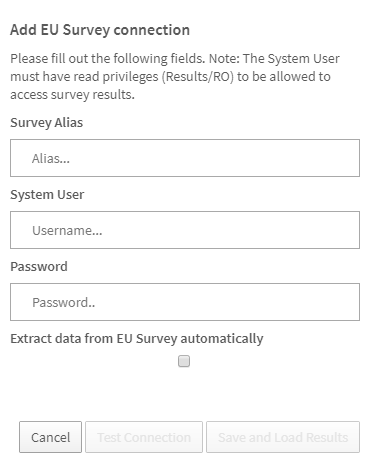 Add EU Survey connection
Please fill out the following fields. Note: The System User
must have read privileges (Results/RO) to be allowed to
access survey results.
Survey Alias
Alias...
System User
Username...
Password
Password..
Extract data from EU Survey automatically
Cancel
Test Connection
Save and Load Results